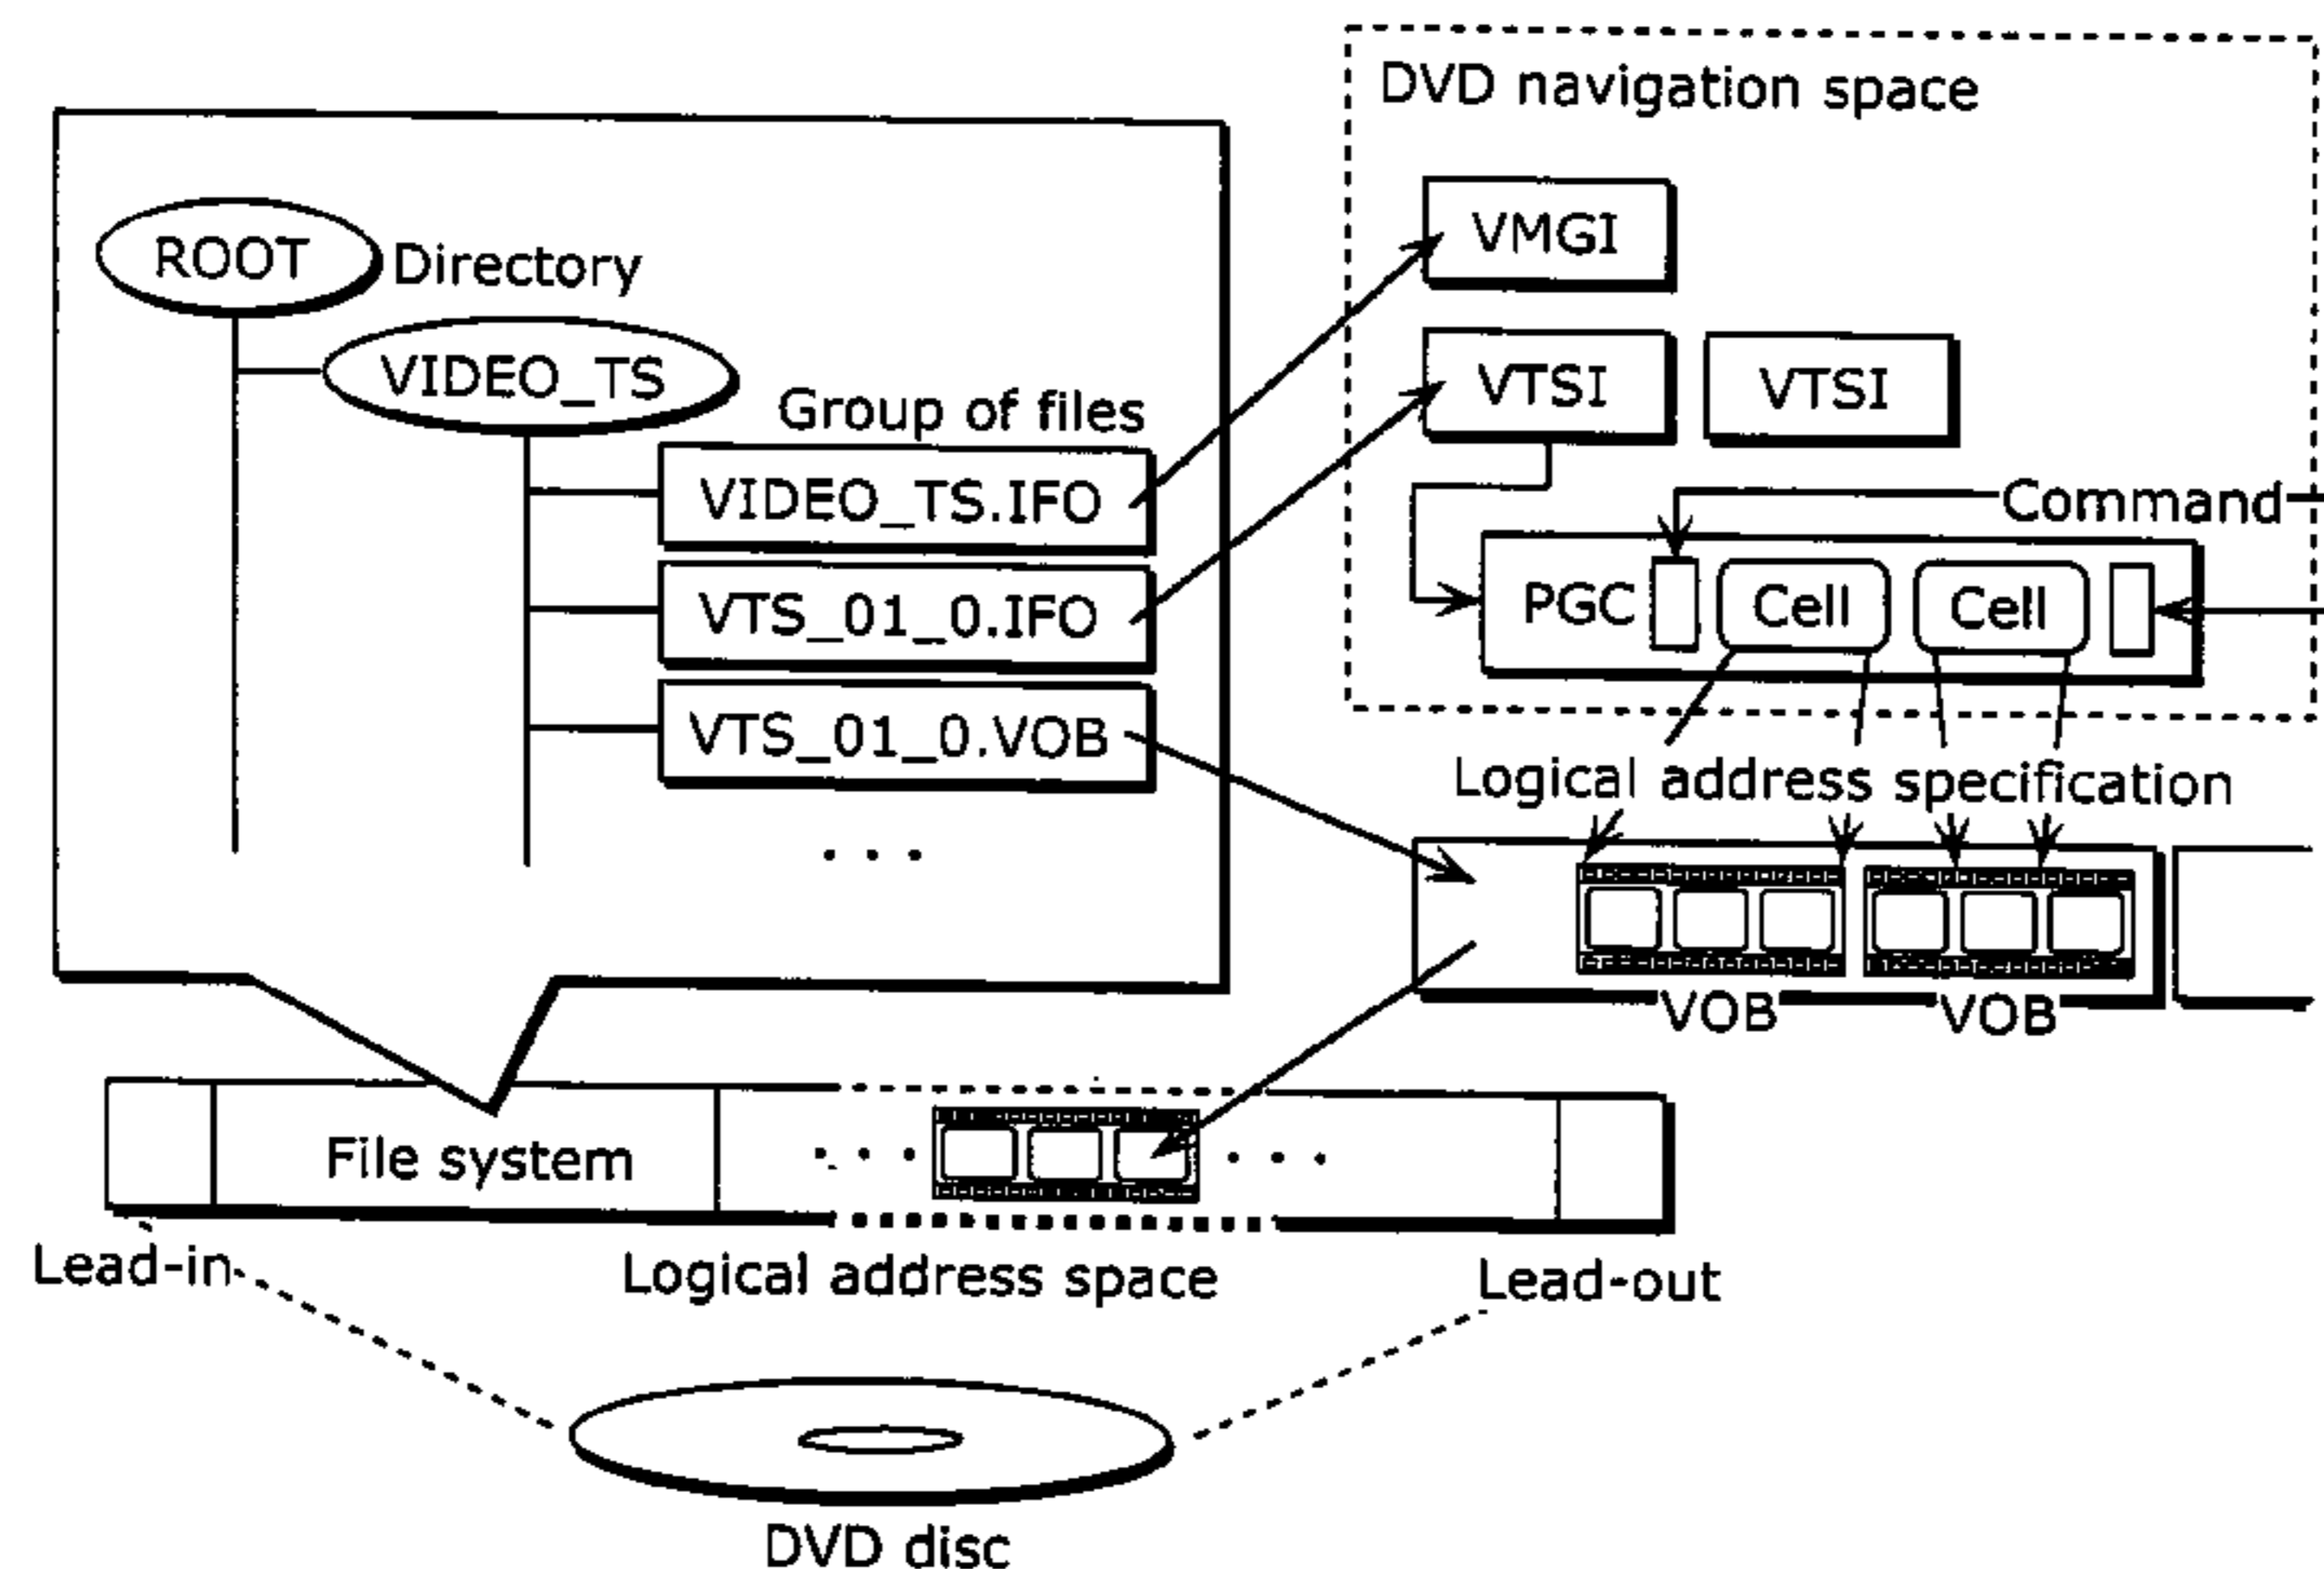 DVD navigation space
VMGI
ROOT
Directory
VIDEO_TS
VTSI
VTSI
Group of files
VIDEO_TS.IFO
Command
VTS_01_0.IFO
PGC
Cell
Cell
VTS_01_0.VOB
Logical address specification
. . .
VOB
VOB
File system
. . .
. . .
Lead-in
Logical address space
Lead-out
DVD disc